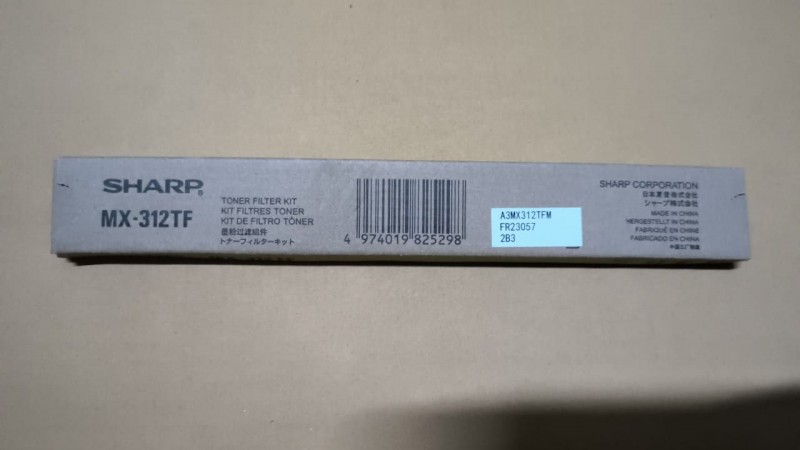 SHARP
MX-312TF
TONER FILTER KIT
KIT FILTRES TONER
KIT DE FILTRO TÓNER
墨粉过滤组件
トナーフィルターキット
4 974019 825298
A3MX312TFM
FR23057
2B3
SHARP CORPORATION
日本夏普株式会社
シャープ株式会社
MADE IN CHINA
HERGESTELLT IN CHINA
FABRIQUÉ EN CHINE
FABRICADO EN CHINA